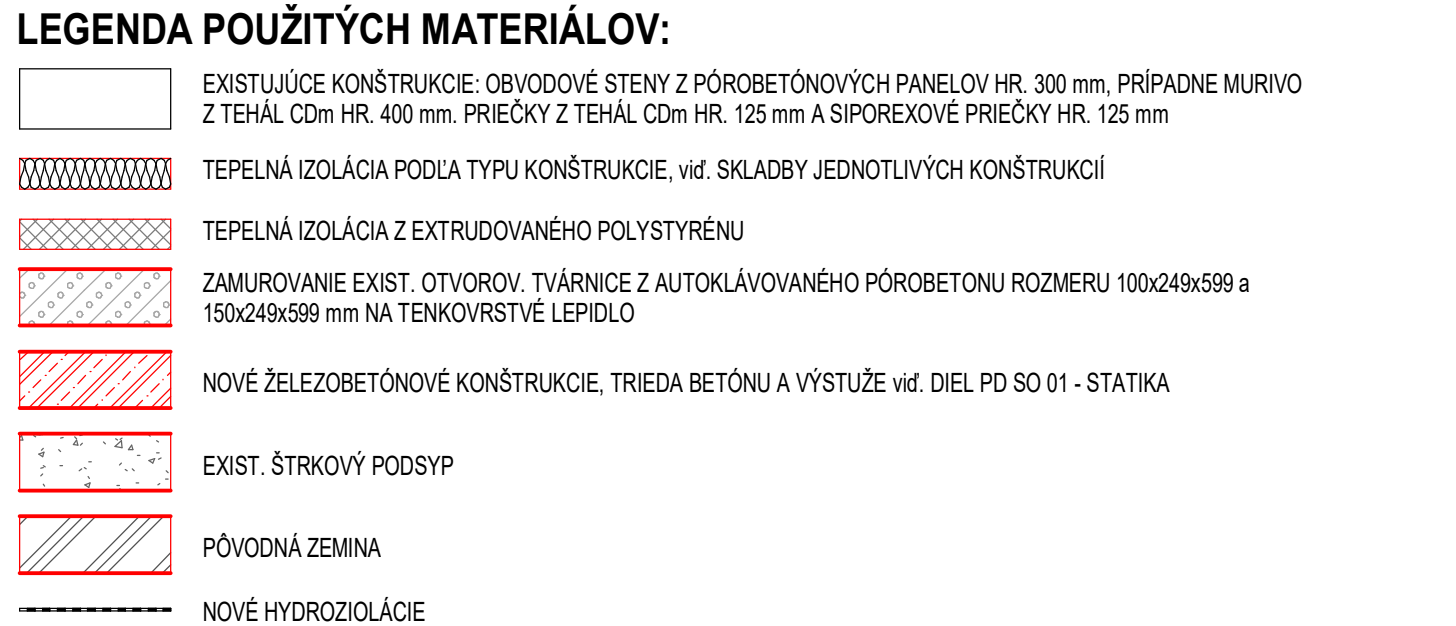 LEGENDA POUŽITÝCH MATERIÁLOV:
EXISTUJÚCE KONŠTRUKCIE: OBVODOVÉ STENY Z PÓROBETÓNOVÝCH PANELOV HR. 300 mm, PRÍPADNE MURIVO
Z TEHÁL CDm HR. 400 mm. PRIEČKY Z TEHÁL CDm HR. 125 mm A SIPOREXOVÉ PRIEČKY HR. 125 mm
TEPELNÁ IZOLÁCIA PODĽA TYPU KONŠTRUKCIE, viď. SKLADBY JEDNOTLIVÝCH KONŠTRUKCIÍ
TEPELNÁ IZOLÁCIA Z EXTRUDOVANÉHO POLYSTYRÉNU
ZAMUROVANIE EXIST. OTVOROV. TVÁRNICE Z AUTOKLÁVOVANÉHO PÓROBETONU ROZMERU 100x249x599 a
150x249x599 mm NA TENKOVRSTVÉ LEPIDLO
NOVÉ ŽELEZOBETÓNOVÉ KONŠTRUKCIE, TRIEDA BETÓNU A VÝSTUŽE viď. DIEL PD SO 01 - STATIKA
EXIST. ŠTRKOVÝ PODSYP
PÔVODNÁ ZEMINA
NOVÉ HYDROZIOLÁCIE